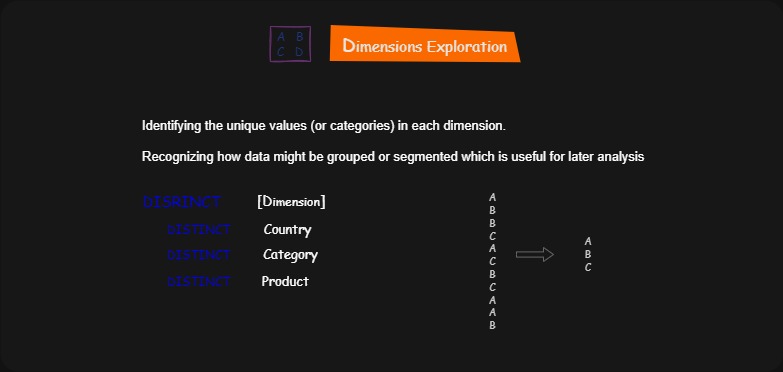 A B
C D
Dimensions Exploration
Identifying the unique values (or categories) in each dimension.
Recognizing how data might be grouped or segmented which is useful for later analysis
DISRINCT [Dimension]
DISTINCT Country
DISTINCT Category
DISTINCT Product
A
B
B
C
A
C
B
C
A
A
B
A
B
C